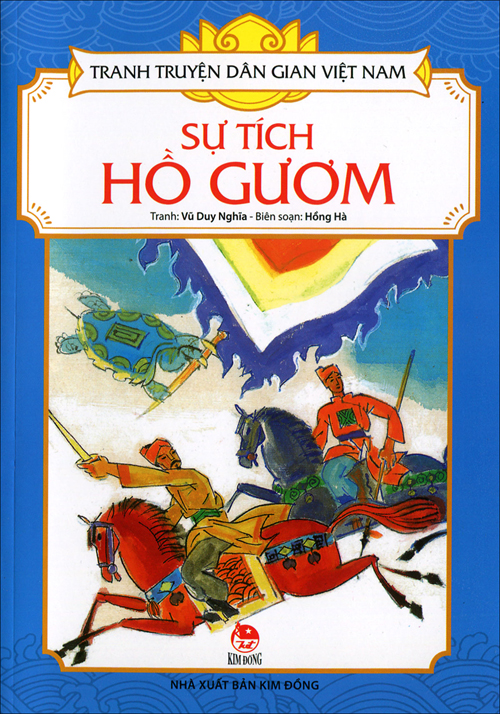 TRANH TRUYỆN DÂN GIAN VIỆT NAM
SỰ TÍCH
HỒ GƯƠM
Tranh: Vũ Duy Nghĩa - Biên soạn: Hồng Hà
KIM ĐỒNG
NHÀ XUẤT BẢN KIM ĐỒNG